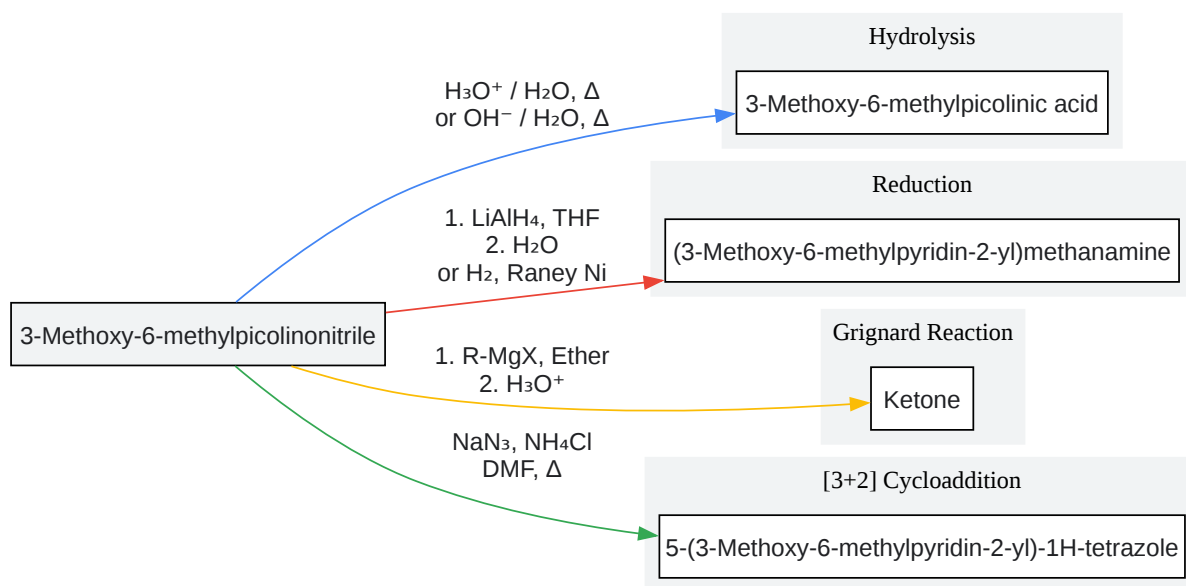 Hydrolysis
H₃O⁺ / H₂O, Δ
or OH⁻ / H₂O, Δ
3-Methoxy-6-methylpicolinic acid
Reduction
1. LiAlH₄, THF
2. H₂O
or H₂, Raney Ni
(3-Methoxy-6-methylpyridin-2-yl)methanamine
3-Methoxy-6-methylpicolinonitrile
Grignard Reaction
1. R-MgX, Ether
2. H₃O⁺
Ketone
NaN₃, NH₄Cl
DMF, Δ
[3+2] Cycloaddition
5-(3-Methoxy-6-methylpyridin-2-yl)-1H-tetrazole